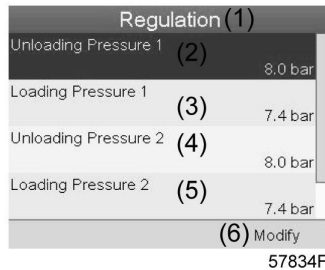 Regulation (1)
Unloading Pressure 1 (2)
8.0 bar
Loading Pressure 1 (3)
7.4 bar
Unloading Pressure 2 (4)
8.0 bar
Loading Pressure 2 (5)
7.4 bar
(6) Modify
57834F